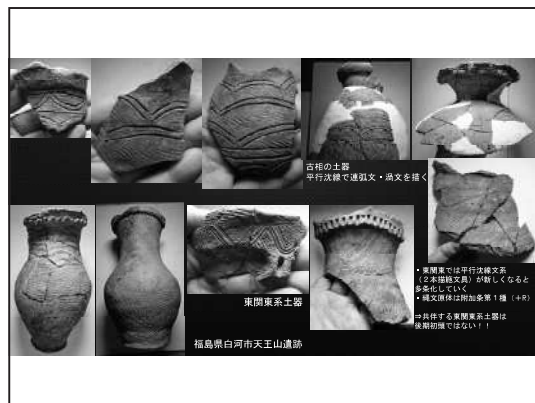 古相の土器
平行沈線で連弧文・渦文を描く
東関東系土器
・東関東では平行沈線文系
（２本描施文具）が新しくなると
多条化していく
・縄文原体は附加条第１種（＋R）
⇒共伴する東関東系土器は
後期初頭ではない！！
福島県白河市天王山遺跡